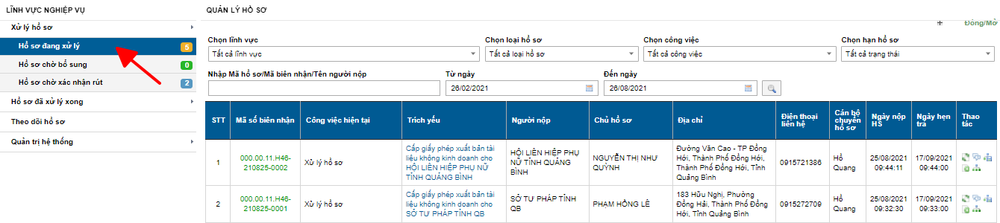 LĨNH VỰC NGHIỆP VỤ
Xử lý hồ sơ
Hồ sơ đang xử lý 5
Hồ sơ chờ bổ sung 0
Hồ sơ chờ xác nhận rút 2
Hồ sơ đã xử lý xong
Theo dõi hồ sơ
Quản trị hệ thống
QUẢN LÝ HỒ SƠ
Đóng/Mở
Chọn lĩnh vực Chọn loại hồ sơ Chọn công việc Chọn hạn hồ sơ
Tất cả lĩnh vực Tất cả loại hồ sơ Tất cả công việc Tất cả trạng thái
Nhập Mã hồ sơ/Mã biên nhận/Tên người nộp Từ ngày Đến ngày
26/02/2021 26/08/2021
STT Mã số biên nhận Công việc hiện tại Trích yếu Người nộp Chủ hồ sơ Địa chỉ
Điện thoại
liên hệ
Cán bộ
chuyển
hồ sơ
Ngày nộp
HS
Ngày hẹn
trả
Thao
tác
1
000.00.11.H46-
210825-0002
Xử lý hồ sơ
Cấp giấy phép xuất bản tài
liệu không kinh doanh cho
HỘI LIÊN HIỆP PHỤ NỮ
TỈNH QUẢNG BÌNH
HỘI LIÊN HIỆP PHỤ
NỮ TỈNH QUẢNG
BÌNH
NGUYỄN THỊ NHƯ
QUỲNH
Đường Văn Cao - TP Đồng
Hới, Thành Phố Đồng Hới,
Thành Phố Đồng Hới, Tỉnh
Quảng Bình
0915721386
Hồ
Quang
25/08/2021
09:44:11
17/09/2021
09:44:00
2
000.00.11.H46-
210825-0001
Xử lý hồ sơ
Cấp giấy phép xuất bản tài
liệu không kinh doanh cho
SỞ TƯ PHÁP TỈNH QB
SỞ TƯ PHÁP TỈNH
QB
PHẠM HỒNG LÊ
183 Hữu Nghị, Phường
Đồng Hải, Thành Phố Đồng
Hới, Tỉnh Quảng Bình
0915272709
Hồ
Quang
25/08/2021
09:32:30
17/09/2021
09:33:00